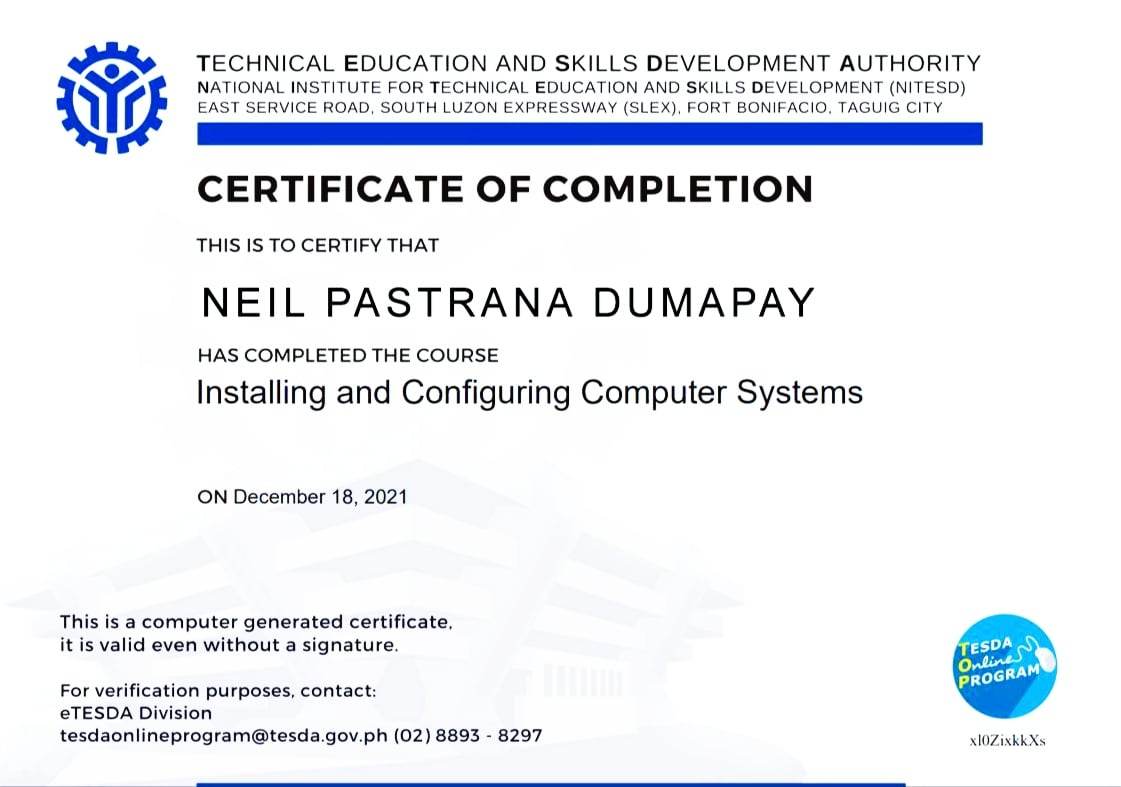 TECHNICAL EDUCATION AND SKILLS DEVELOPMENT AUTHORITY
NATIONAL INSTITUTE FOR TECHNICAL EDUCATION AND SKILLS DEVELOPMENT (NITESD)
EAST SERVICE ROAD, SOUTH LUZON EXPRESSWAY (SLEX), FORT BONIFACIO, TAGUIG CITY
CERTIFICATE OF COMPLETION
THIS IS TO CERTIFY THAT
NEIL PASTRANA DUMAPAY
HAS COMPLETED THE COURSE
Installing and Configuring Computer Systems
ON December 18, 2021
This is a computer generated certificate,
it is valid even without a signature.
For verification purposes, contact:
eTESDA Division
tesdaonlineprogram@tesda.gov.ph (02) 8893 - 8297
TESDA
Online
PROGRAM
xl0ZixkkXs